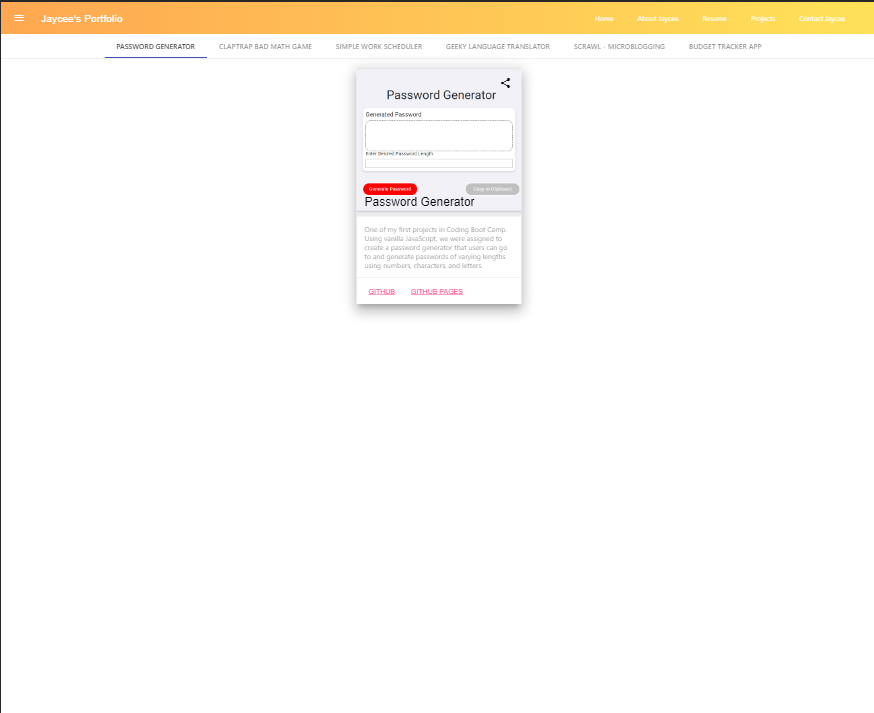 Jaycee's Portfolio
Home About Jaycee Resume Projects Contact Jaycee
PASSWORD GENERATOR CLAPTRAP BAD MATH GAME SIMPLE WORK SCHEDULER GEEKY LANGUAGE TRANSLATOR SCRAWL - MICROBLOGGING BUDGET TRACKER APP
Password Generator
Generated Password
Enter Desired Password Length
Generate Password Copy to Clipboard
Password Generator
One of my first projects in Coding Boot Camp.
Using vanilla JavaScript, we were assigned to
create a password generator that users can go
to and generate passwords of varying lengths
using numbers, characters, and letters.
GITHUB GITHUB PAGES